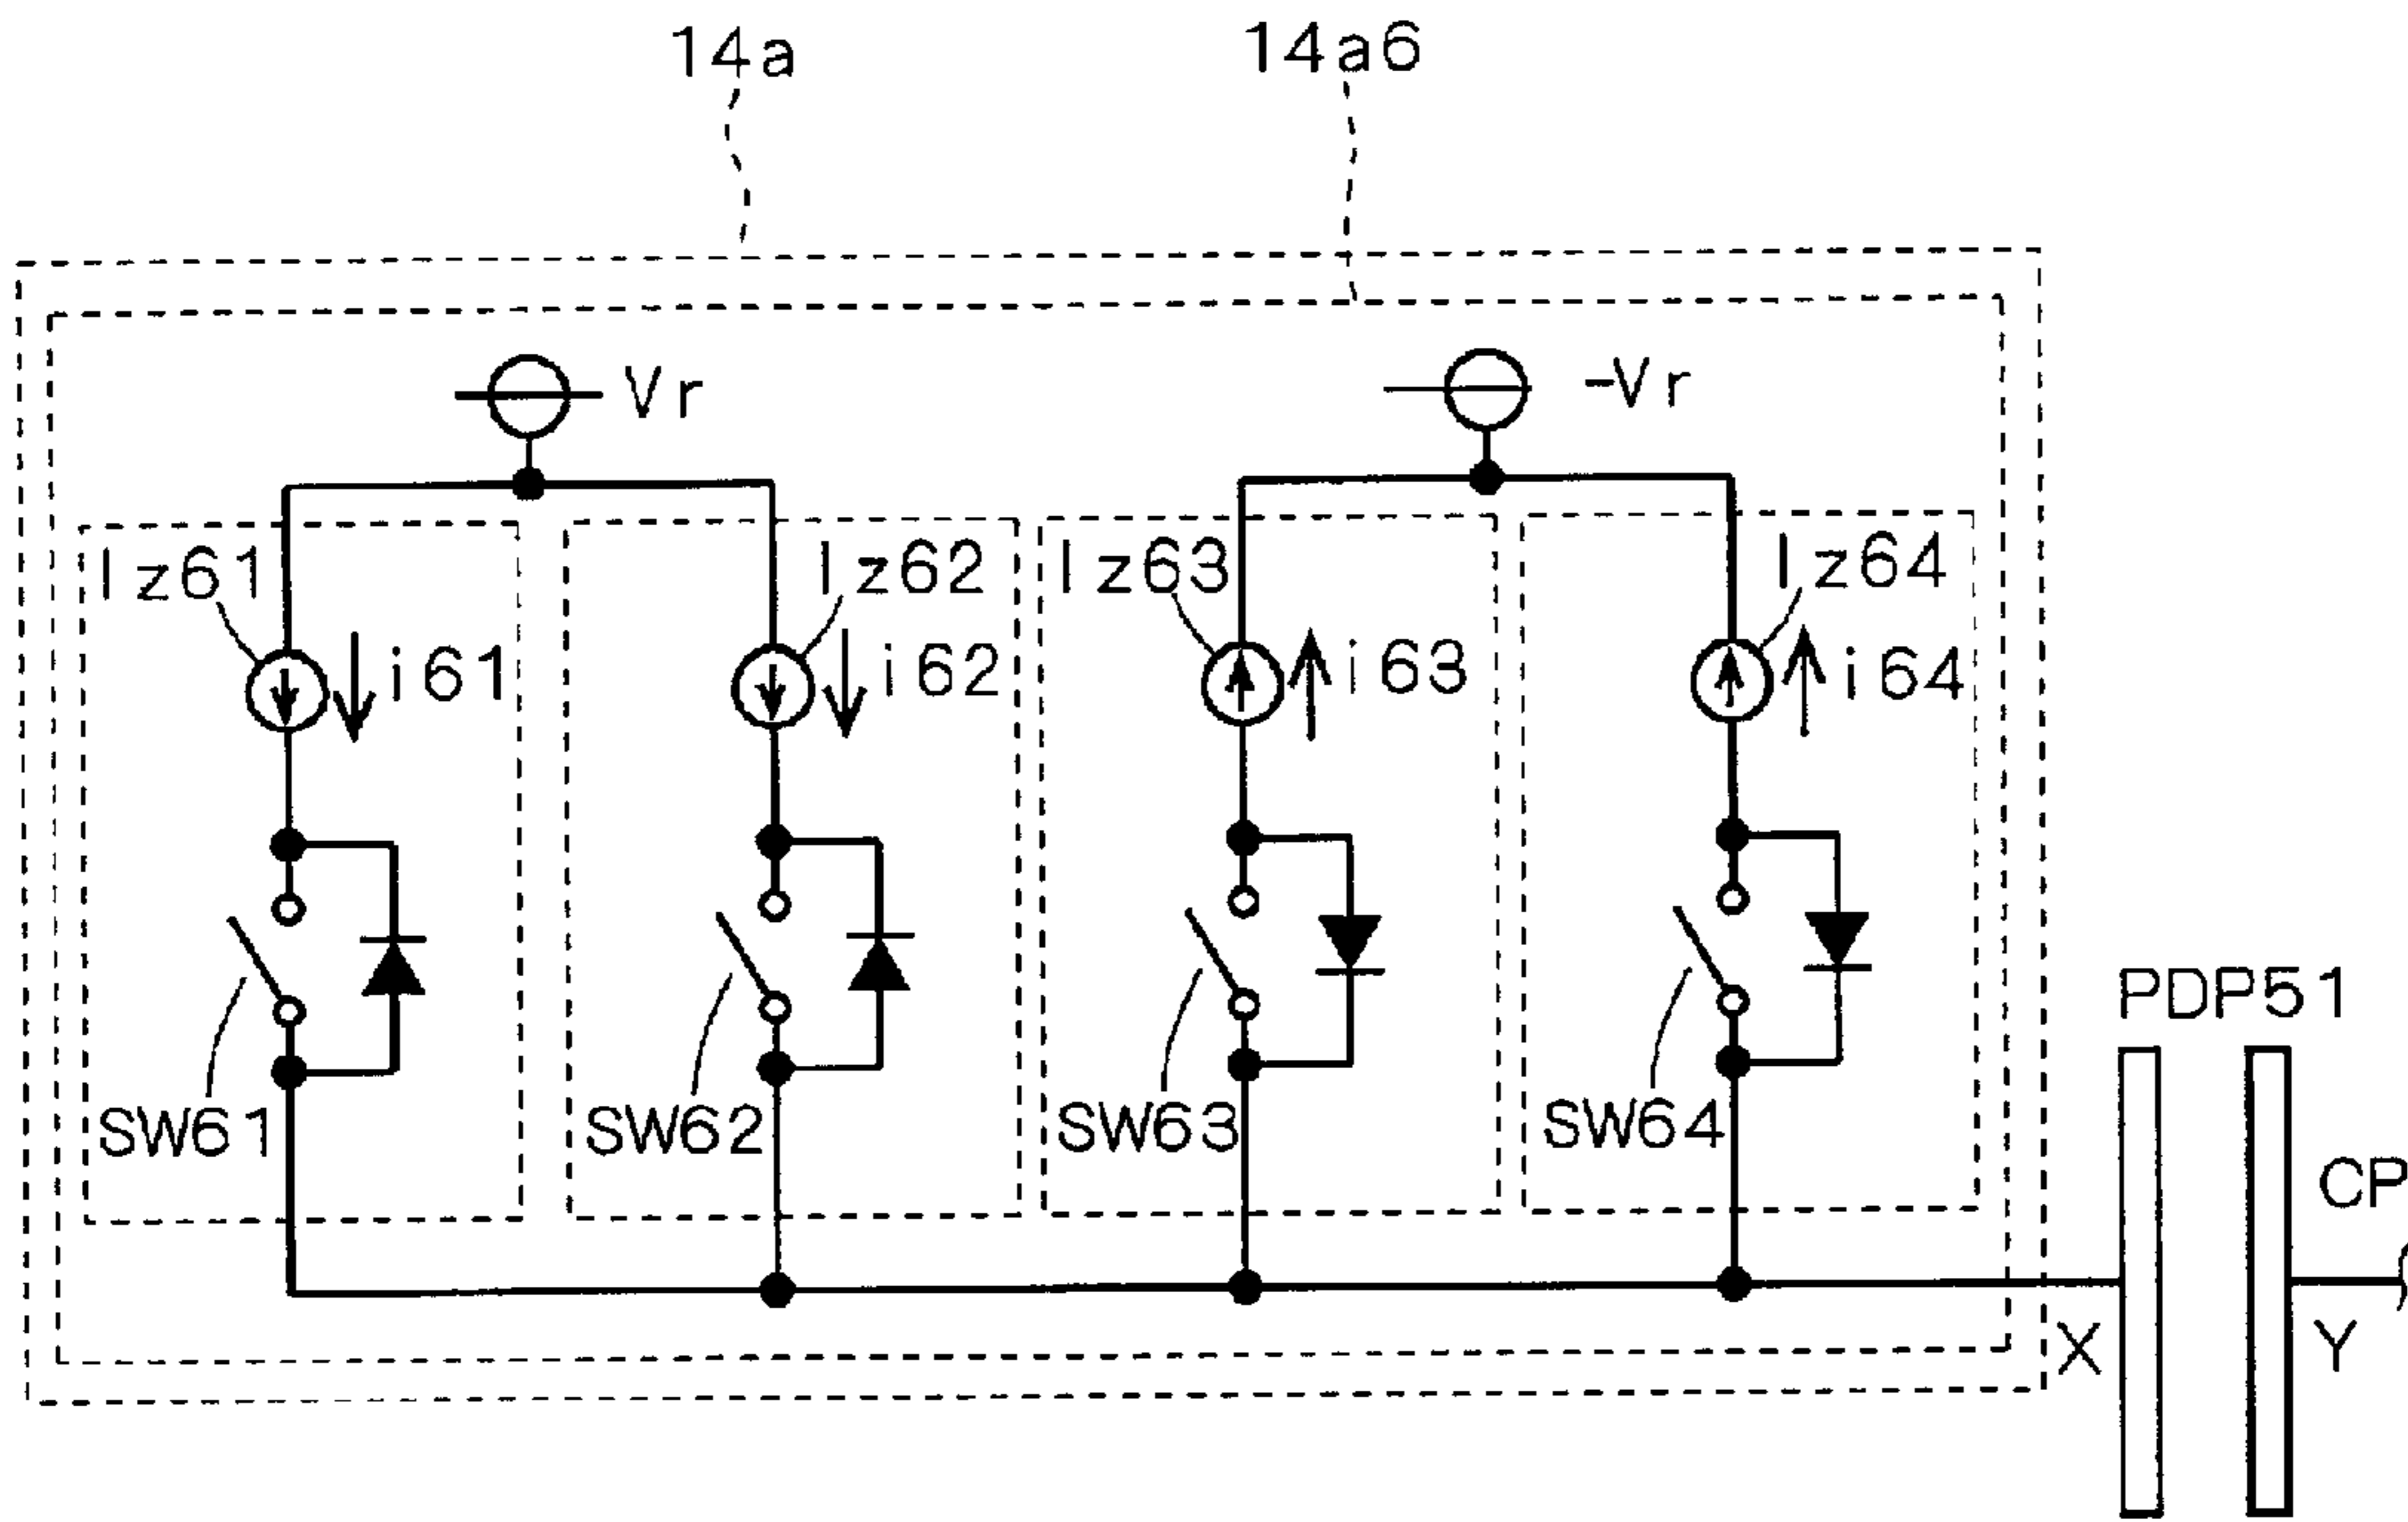 14a 14a6
Vr -Vr
Iz61 Iz62 Iz63 Iz64
i61 i62 i63 i64
PDP51
SW61 SW62 SW63 SW64
CP
X Y